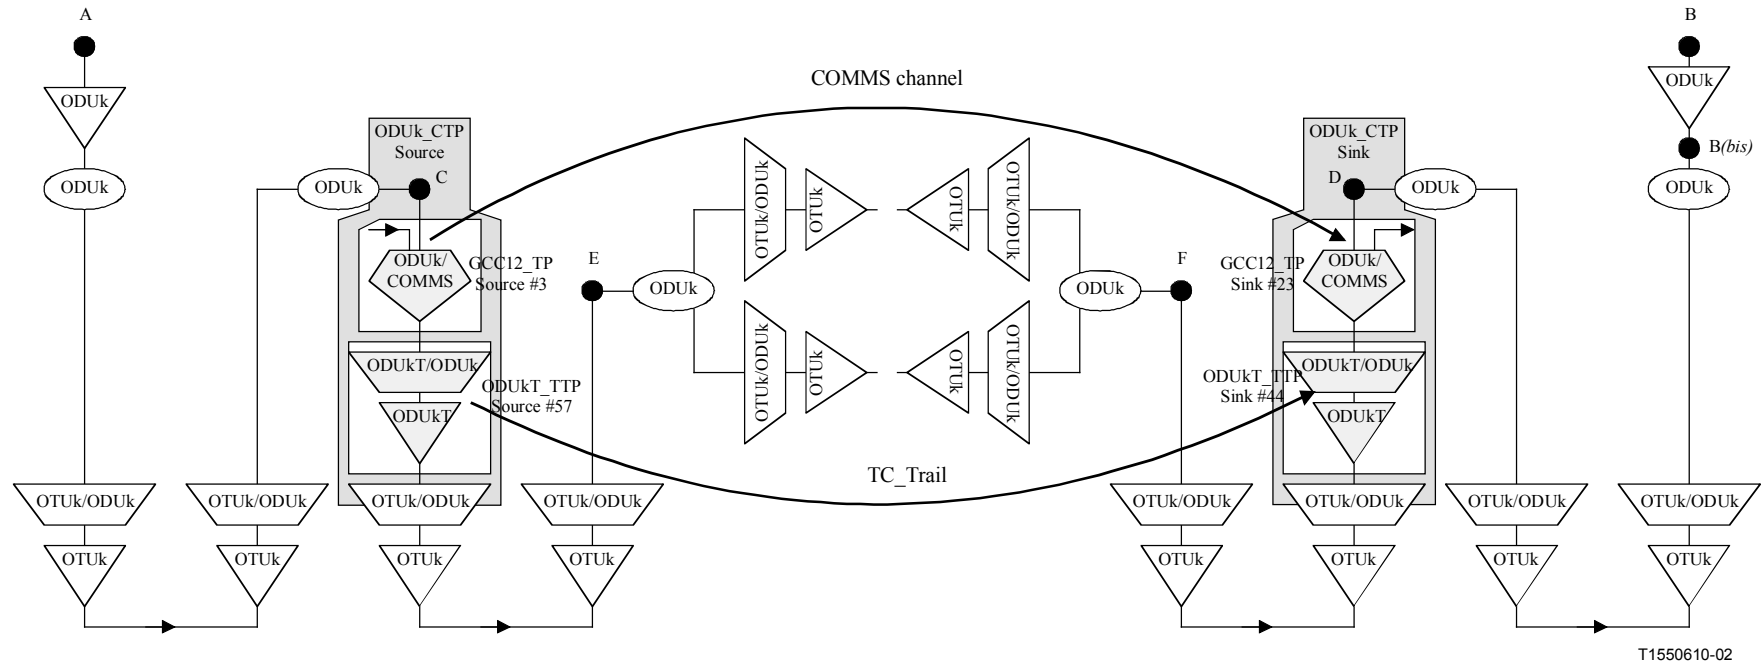 A
B
COMMS channel
ODUk
ODUk
ODUk_CTP
Source
ODUk_CTP
Sink
B(bis)
ODUk
ODUk
C
D
ODUk
ODUk
OTUk/ODUk
OTUk
OTUk
OTUk/ODUk
ODUk/
COMMS
GCC12_TP
Source #3
E
ODUk
ODUk
F
GCC12_TP
Sink #23
ODUk/
COMMS
OTUk/ODUk
OTUk
OTUk
OTUk/ODUk
ODUkT/ODUk
ODUkT_TTP
Source #57
ODUkT
ODUkT/ODUk
ODUkT_TTP
Sink #44
ODUkT
TC_Trail
OTUk/ODUk
OTUk/ODUk
OTUk/ODUk
OTUk/ODUk
OTUk/ODUk
OTUk/ODUk
OTUk/ODUk
OTUk/ODUk
OTUk
OTUk
OTUk
OTUk
OTUk
OTUk
OTUk
OTUk
T1550610-02